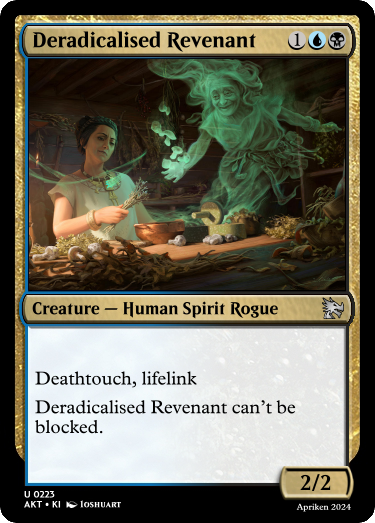 Deradicalised Revenant 1
Creature — Human Spirit Rogue
Deathtouch, lifelink
Deradicalised Revenant can't be
blocked.
2/2
U 0223
AKT • KI Ioshuart
Apriken 2024